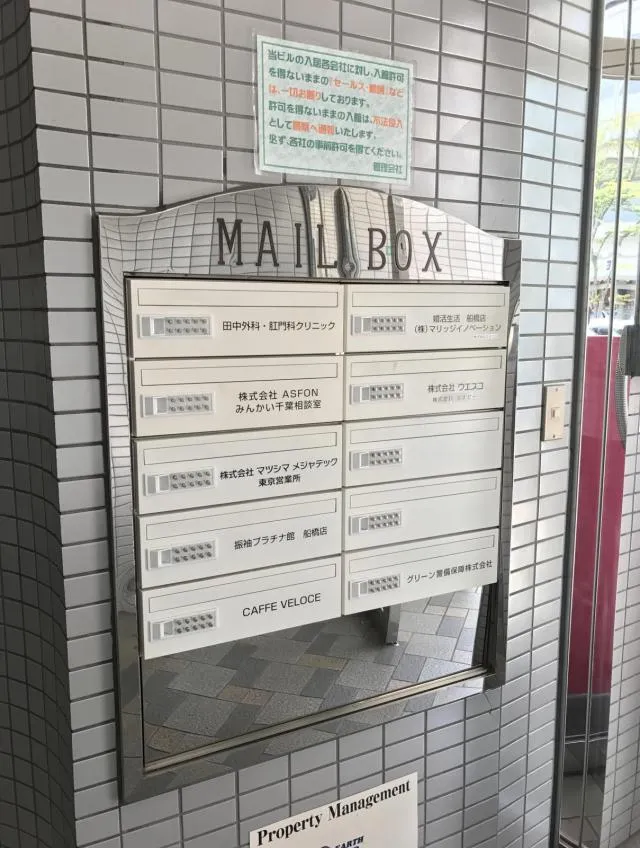 当ビルの入居各会社に対し、入館許可
を得ないままの『セールス・勧誘』など
は、一切お断りしております。
許可を得ないままの入館は、不法侵入
として警察へ通報いたします。
必ず、各社の事前許可を得てください。
管理会社
MAIL BOX
田中外科・肛門科クリニック
株式会社 ASFON
みんかい千葉相談室
株式会社 マツシマ メジャテック
東京営業所
振袖プラチナ館 船橋店
CAFFE VELOCE
婚活生活 船橋店
(株)マリッジイノベーション
株式会社 ウエスコ
株式会社
グリーン警備保障株式会社
Property Management
EARTH